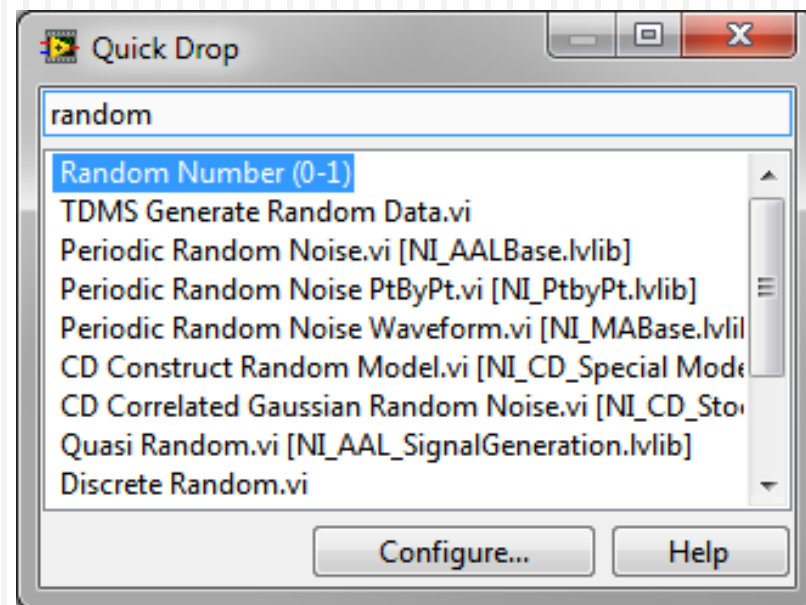 Quick Drop
random
Random Number (0-1)
TDMS Generate Random Data.vi
Periodic Random Noise.vi [NI_AALBase.lvlib]
Periodic Random Noise PtByPt.vi [NI_PtbyPt.lvlib]
Periodic Random Noise Waveform.vi [NI_MABase.lvlil
CD Construct Random Model.vi [NI_CD_Special Mode
CD Correlated Gaussian Random Noise.vi [NI_CD_Sto
Quasi Random.vi [NI_AAL_SignalGeneration.lvlib]
Discrete Random.vi
Configure... Help